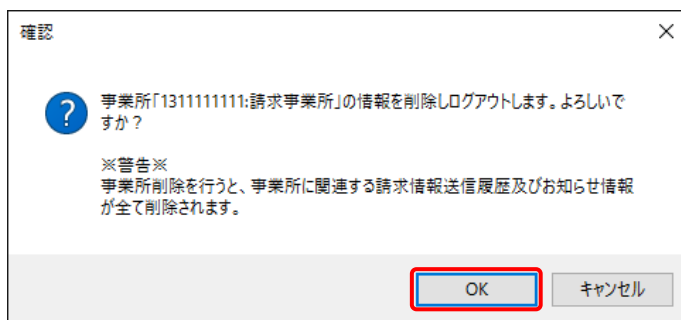 確認
事業所「1311111111:請求事業所」の情報を削除しログアウトします。よろしいで
すか？
※警告※
事業所削除を行うと、事業所に関連する請求情報送信履歴及びお知らせ情報
が全て削除されます。
OK
キャンセル